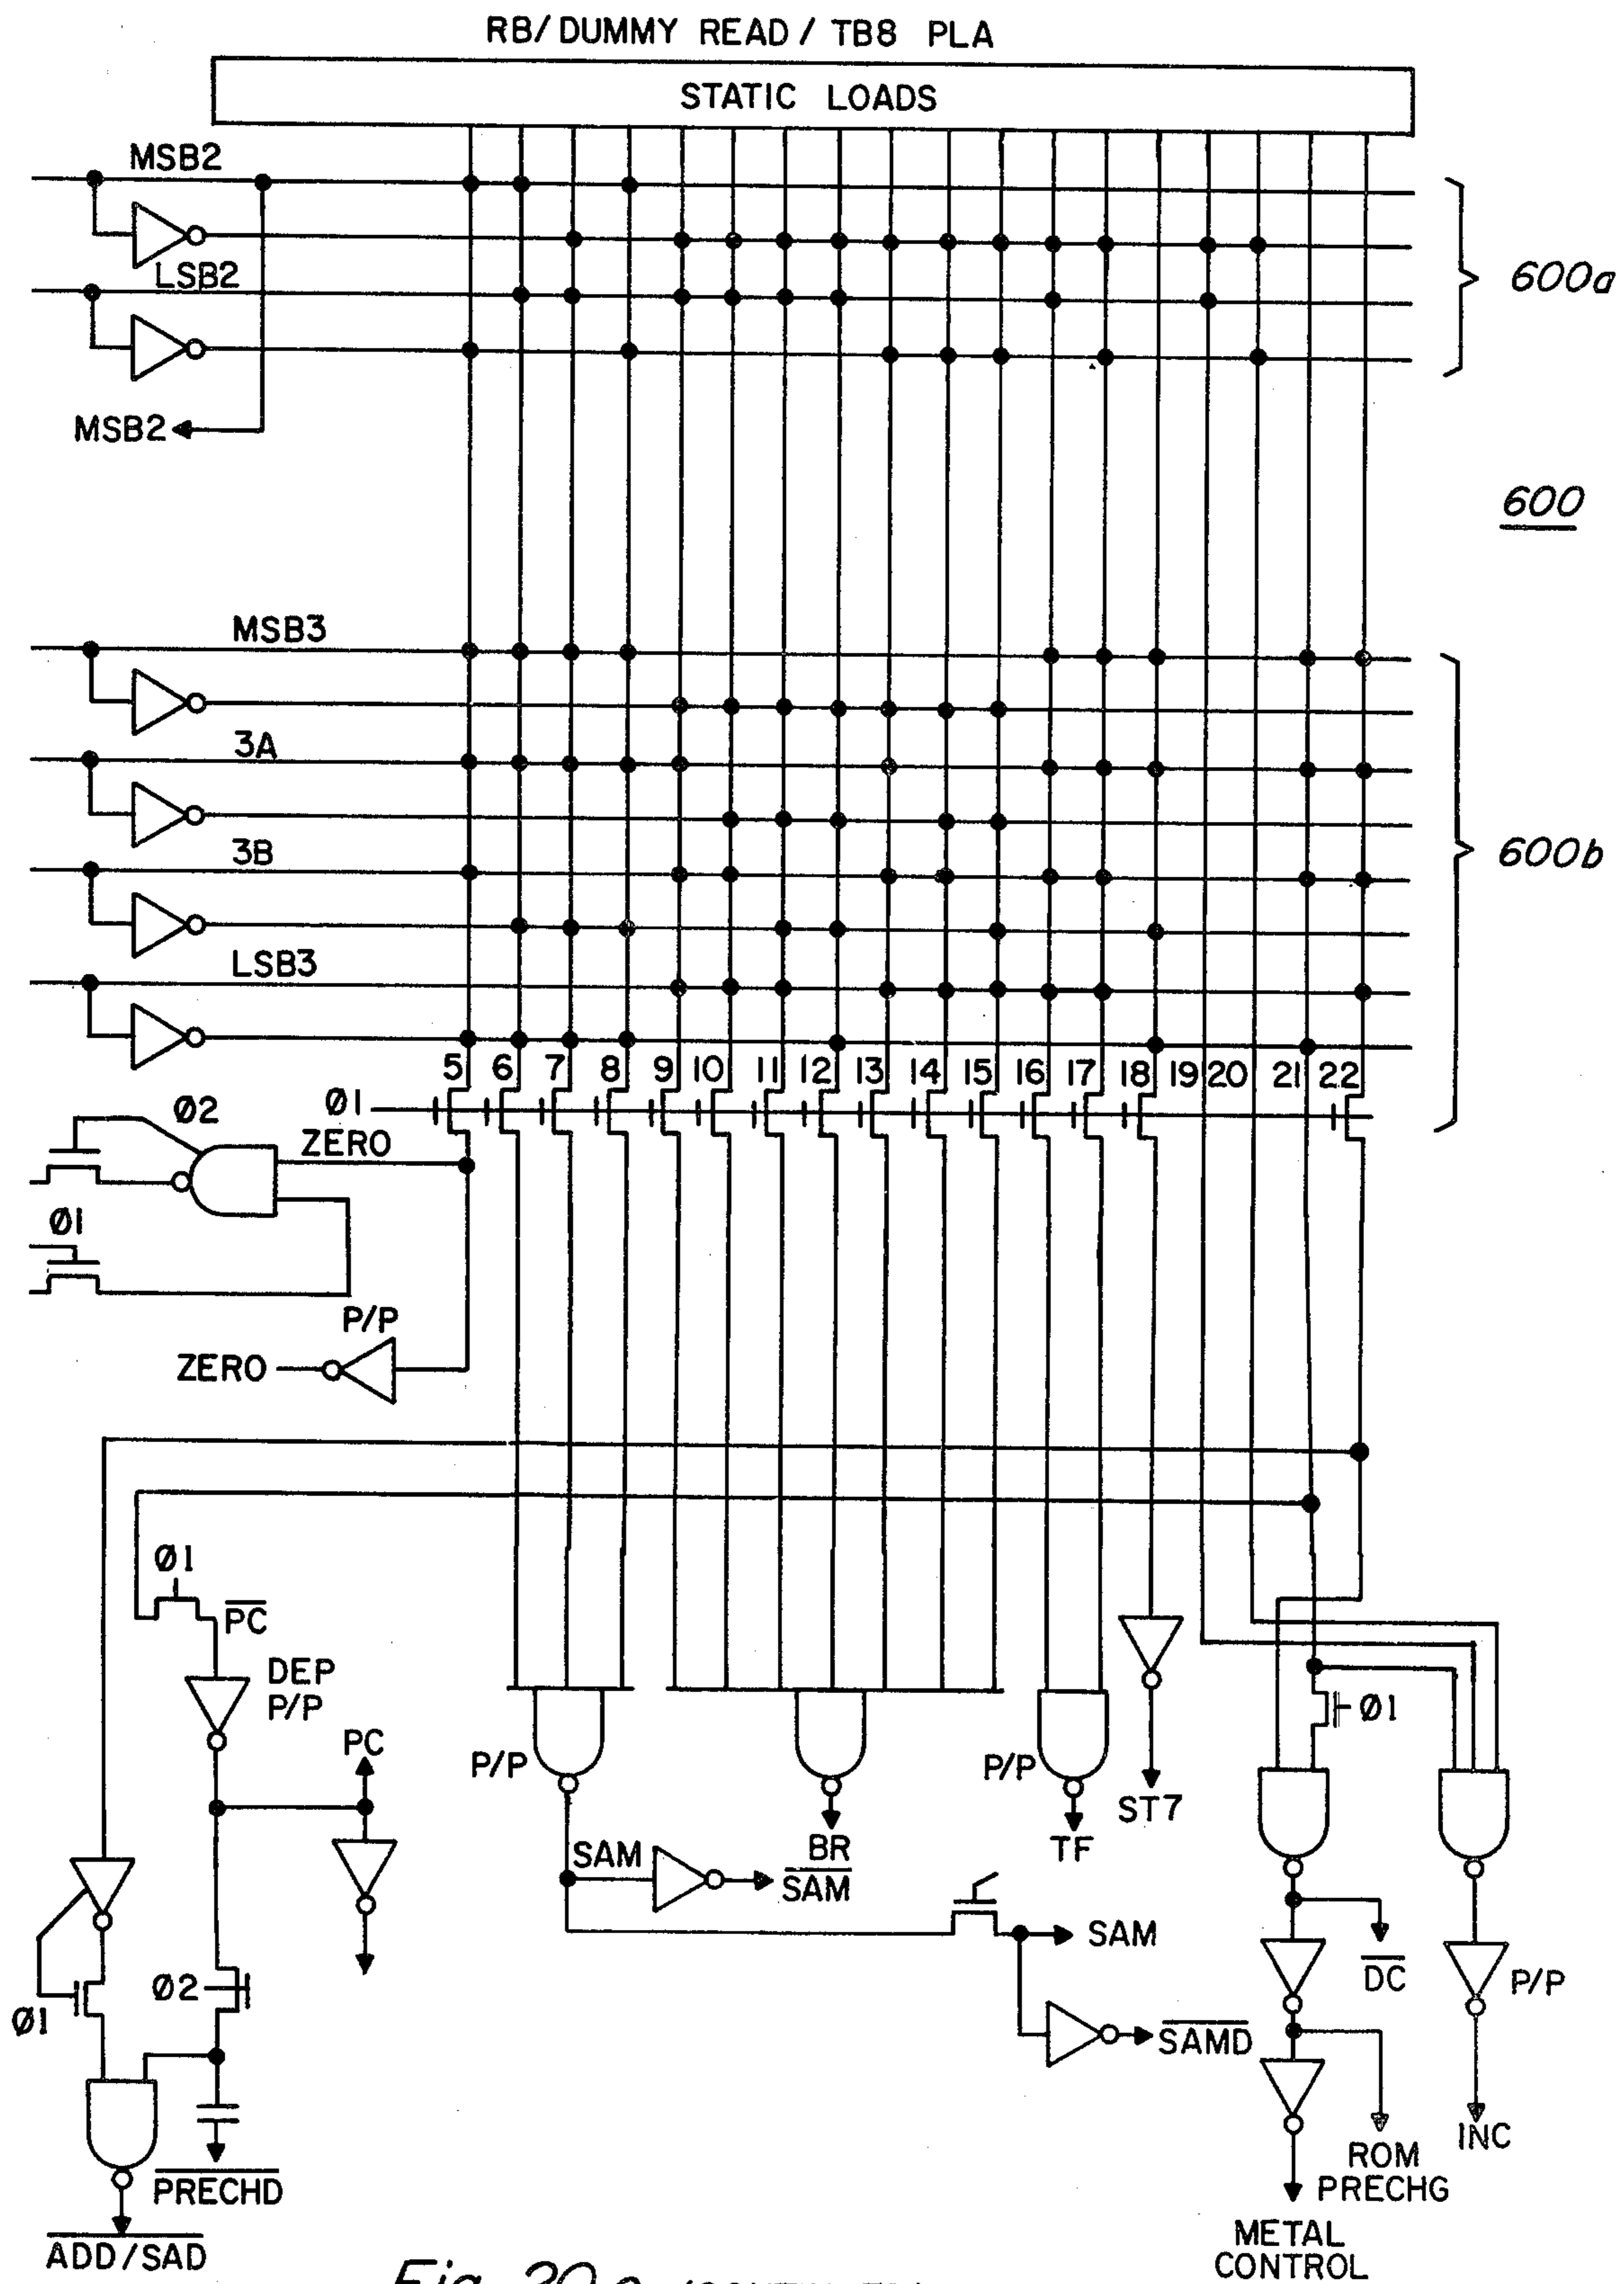 RB/DUMMY READ / TB8 PLA
STATIC LOADS
MSB2
LSB2
600a
MSB2
600
MSB3
3A
3B
600b
LSB3
5 6 7 8 9 10 11 12 13 14 15 16 17 18 19 20 21 22
Ø1
Ø2
ZERO
Ø1
P/P
ZERO
Ø1
PC
DEP
P/P
Ø1
PC
P/P
P/P
ST7
BR
TF
SAM
SAM
SAM
DC
P/P
Ø2
Ø1
SAMD
INC
ROM
PRECHG
PRECHD
METAL
CONTROL
ADD/SAD